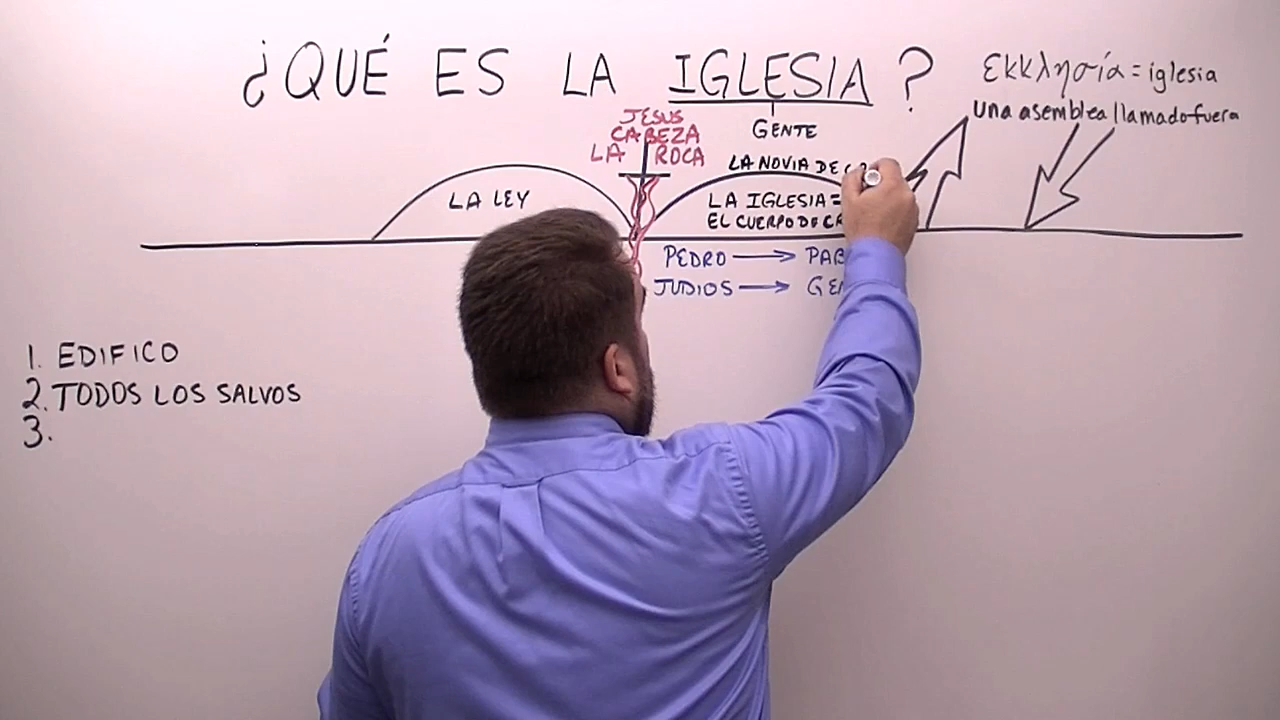 ¿QUÉ ES LA IGLESIA?
εκκλησία = iglesia
una asemblea llamado fuera
GENTE
JESUS
CABEZA
LA ROCA
LA NOVIA DE
LA LEY
LA IGLESIA =
EL CUERPO DE
PEDRO →
JUDIOS →
1. EDIFICO
2. TODOS LOS SALVOS
3.